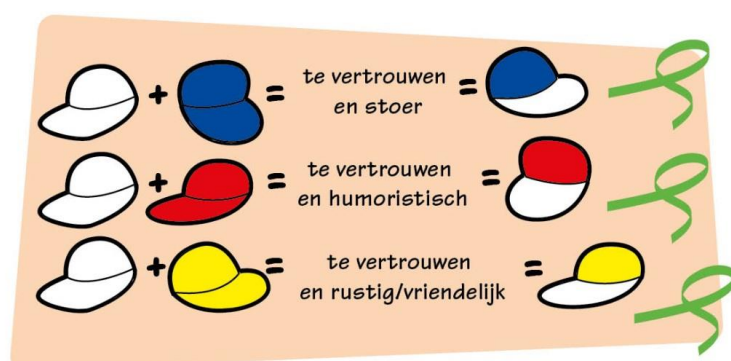 + = te vertrouwen
en stoer =
+ = te vertrouwen
en humoristisch =
+ = te vertrouwen
en rustig/vriendelijk =